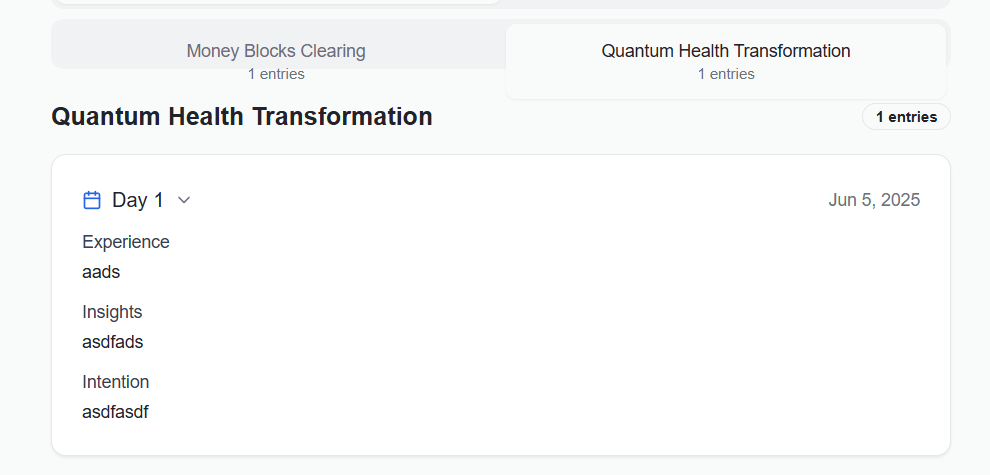 Money Blocks Clearing
1 entries
Quantum Health Transformation
1 entries
Quantum Health Transformation
1 entries
Day 1
Jun 5, 2025
Experience
aads
Insights
asdfads
Intention
asdfasdf